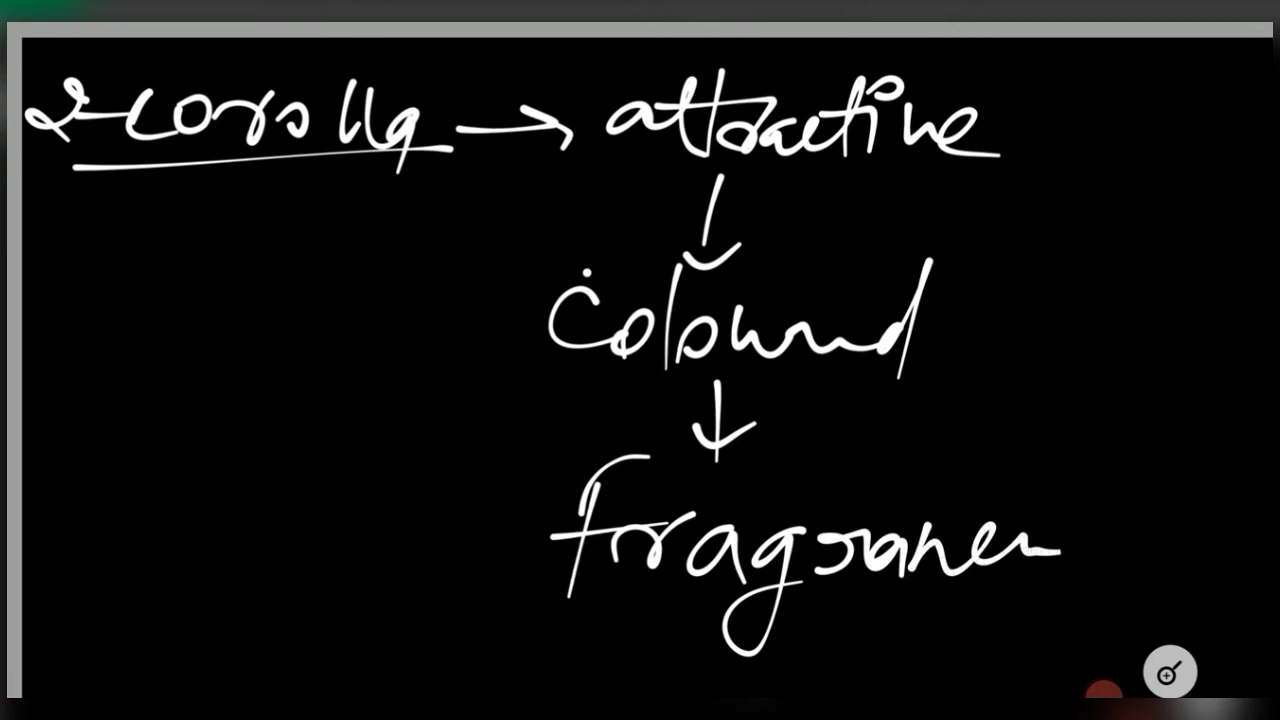 2-corolla → attractive
↓
Coloured
↓
Fragrance